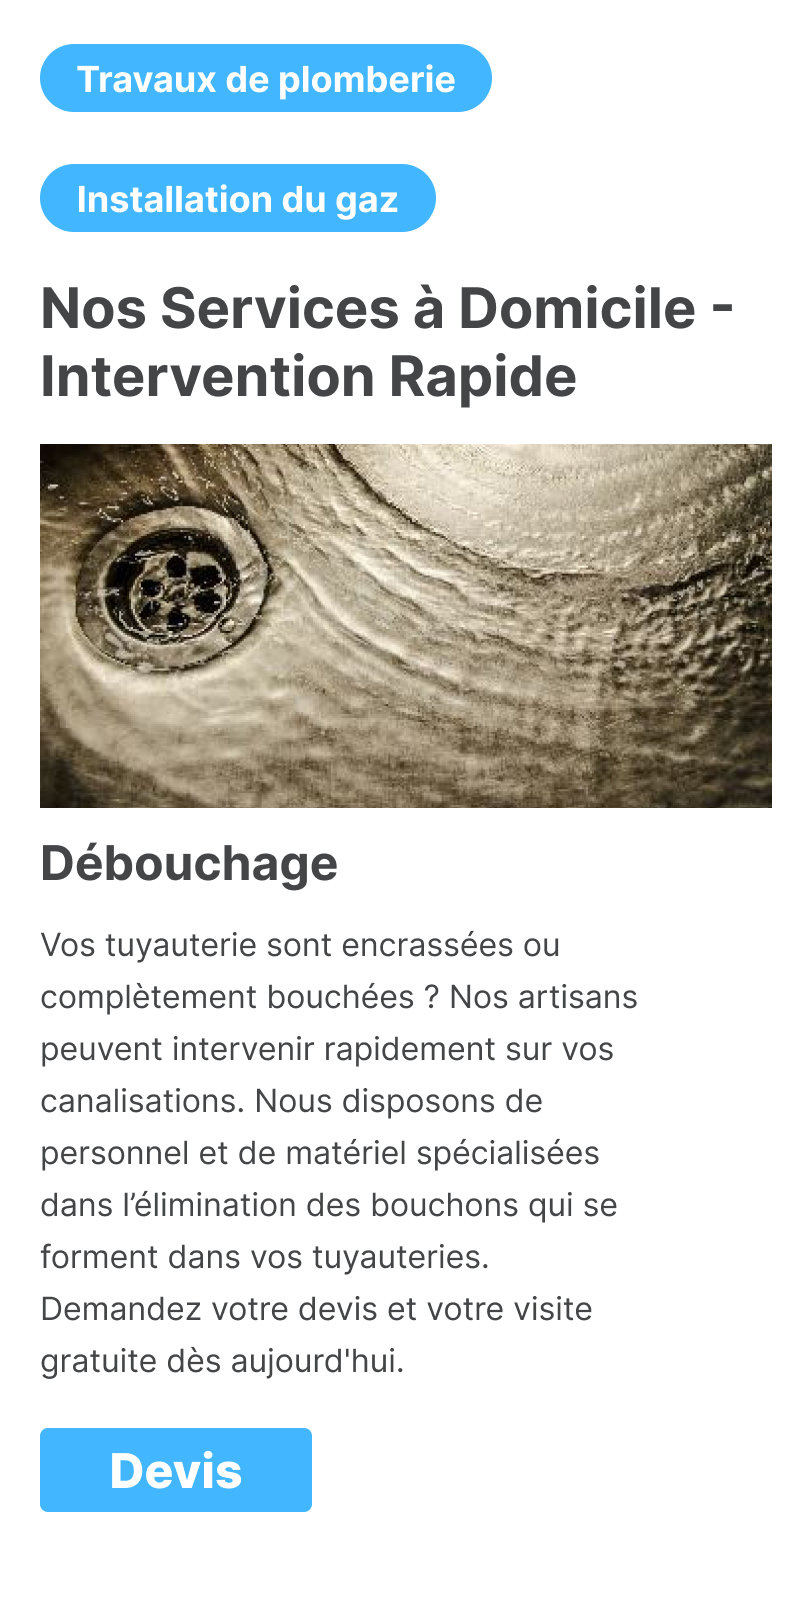 Travaux de plomberie
Installation du gaz
Nos Services à Domicile -
Intervention Rapide
Débouchage
Vos tuyauterie sont encrassées ou
complètement bouchées ? Nos artisans
peuvent intervenir rapidement sur vos
canalisations. Nous disposons de
personnel et de matériel spécialisées
dans l’élimination des bouchons qui se
forment dans vos tuyauteries.
Demandez votre devis et votre visite
gratuite dès aujourd'hui.
Devis